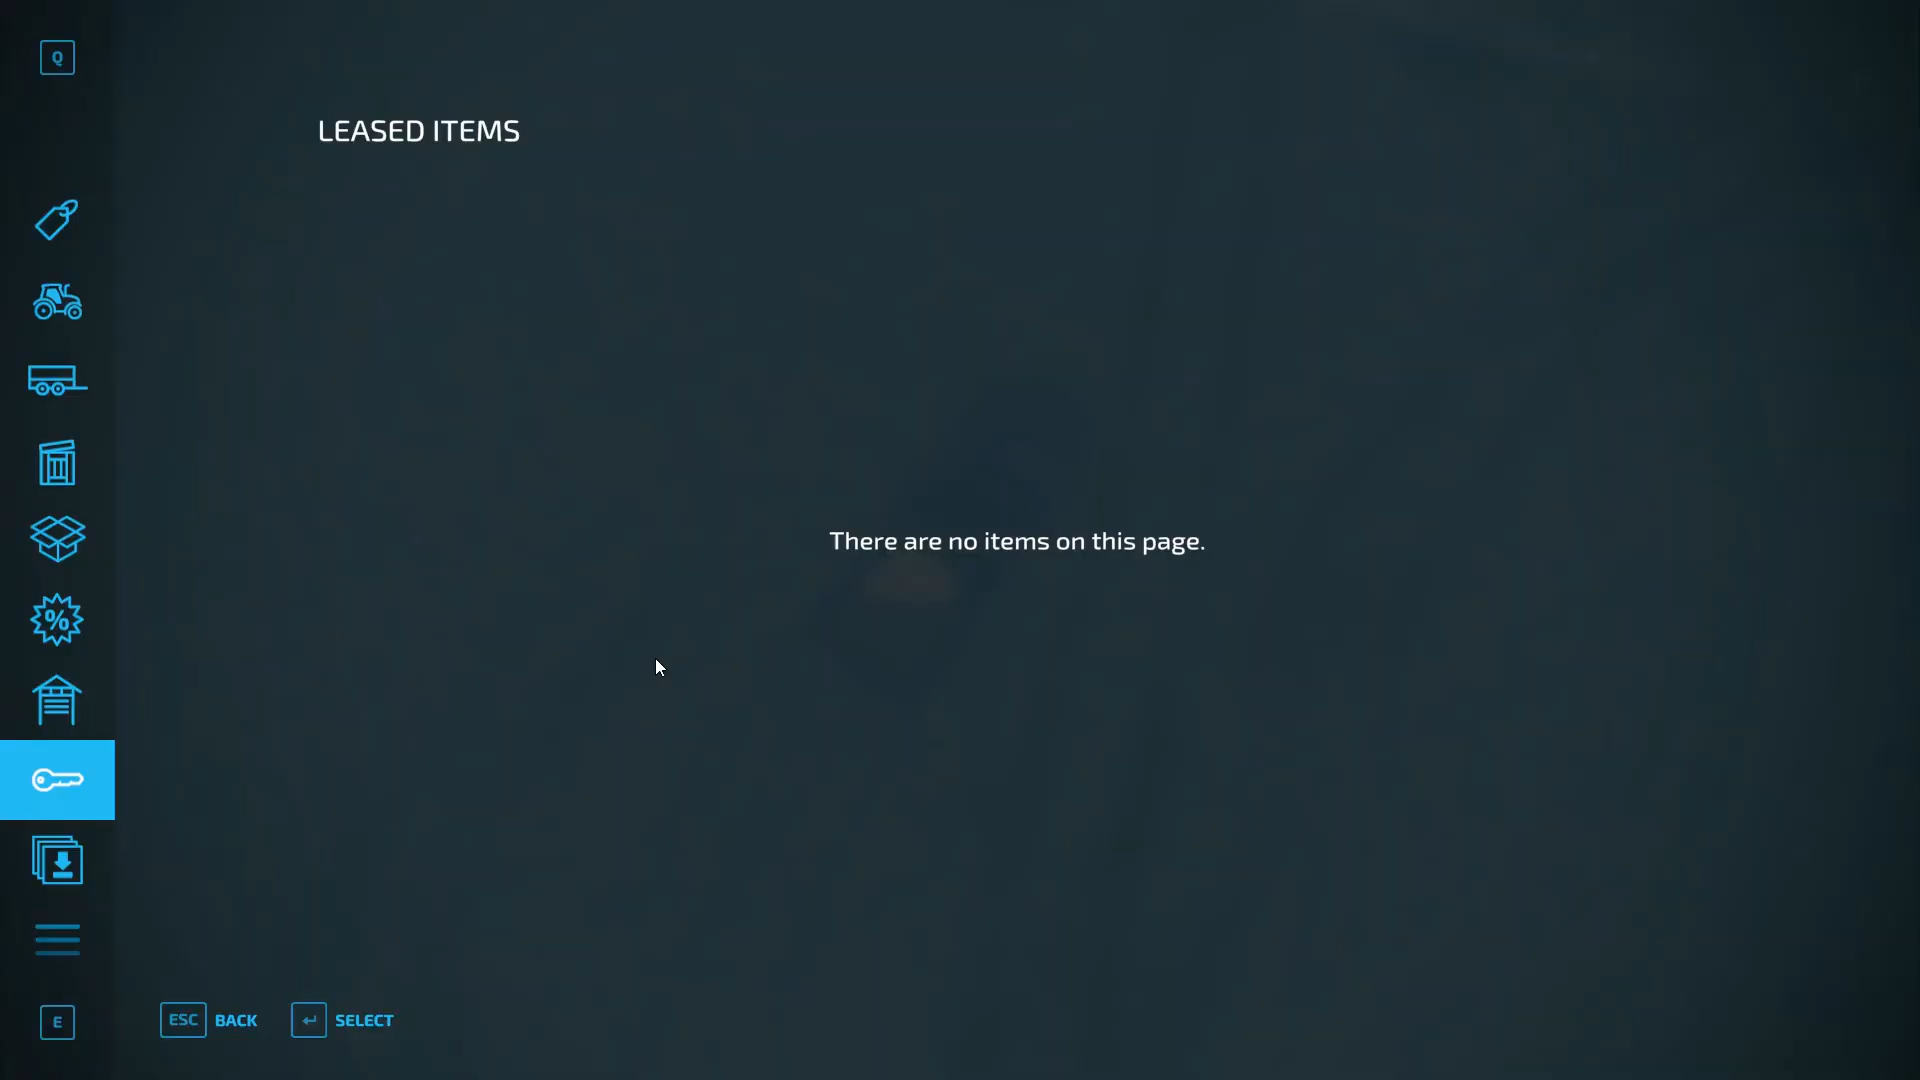 Q
LEASED ITEMS
%
There are no items on this page.
E
ESC BACK ↵ SELECT